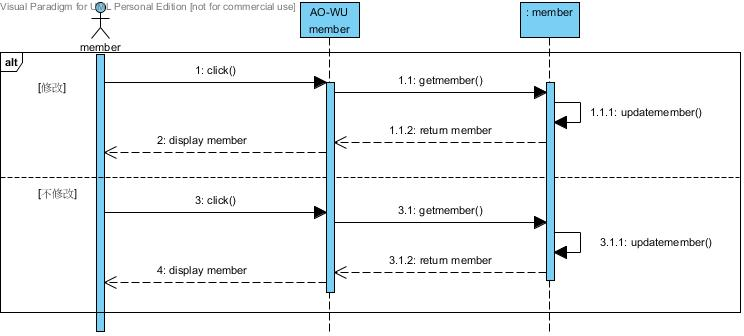 Visual Paradigm for UML Personal Edition [not for commercial use]
member
AO-WU
member
: member
alt
[修改]
1: click()
1.1: getmember()
1.1.1: updatemember()
1.1.2: return member
2: display member
[不修改]
3: click()
3.1: getmember()
3.1.1: updatemember()
3.1.2: return member
4: display member